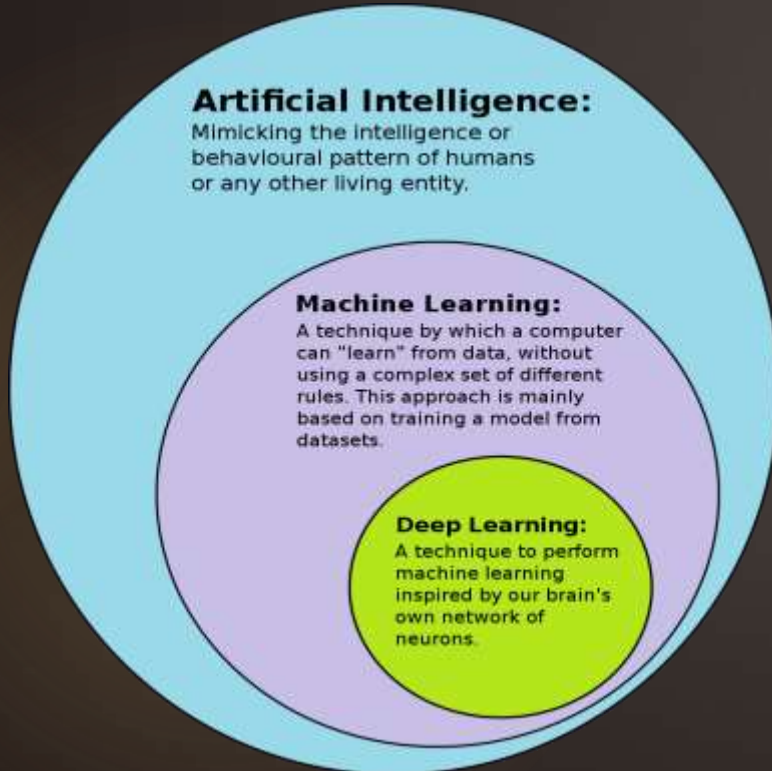 Artificial Intelligence:
Mimicking the intelligence or
behavioural pattern of humans
or any other living entity.
Machine Learning:
A technique by which a computer
can "learn" from data, without
using a complex set of different
rules. This approach is mainly
based on training a model from
datasets.
Deep Learning:
A technique to perform
machine learning
inspired by our brain's
own network of
neurons.